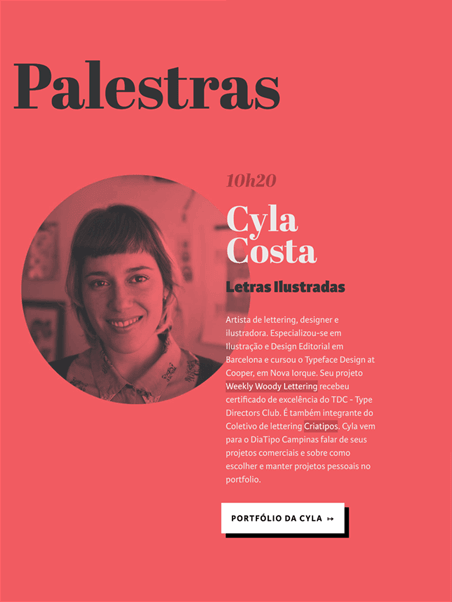 Palestras
10h20
Cyla
Costa
Letras Ilustradas
Artista de lettering, designer e
ilustradora. Especializou-se em
Ilustração e Design Editorial em
Barcelona e cursou o Typeface Design at
Cooper, em Nova Iorque. Seu projeto
Weekly Woody Lettering recebeu
certificado de excelência do TDC - Type
Directors Club. É também integrante do
Coletivo de lettering Criatipos. Cyla vem
para o DiaTipo Campinas falar de seus
projetos comerciais e sobre como
escolher e manter projetos pessoais no
portfolio.
PORTFÓLIO DA CYLA ↦